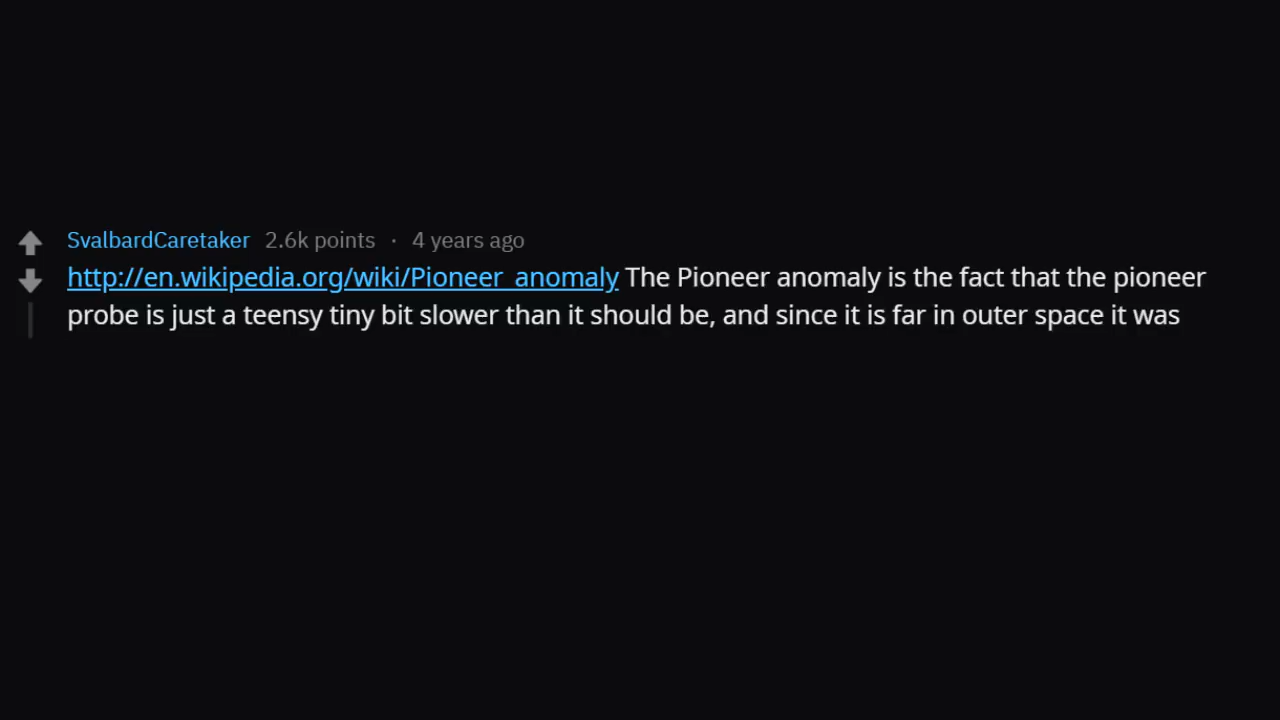 SvalbardCaretaker 2.6k points · 4 years ago
http://en.wikipedia.org/wiki/Pioneer_anomaly The Pioneer anomaly is the fact that the pioneer
probe is just a teensy tiny bit slower than it should be, and since it is far in outer space it was